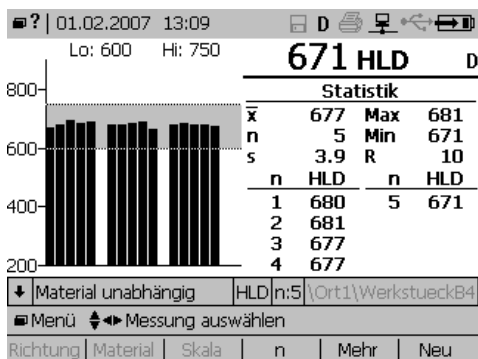 ? 01.02.2007 13:09 D D
Lo: 600 Hi: 750
671 HLD D
800
600
400
200
Statistik
x̅ 677 Max 681
n 5 Min 671
s 3.9 R 10
n HLD n HLD
1 680 5 671
2 681
3 677
4 677
Material unabhängig HLD n:5 \Ort1\WerkstueckB4
Menü Messung auswählen
Richtung Material Skala n Mehr Neu